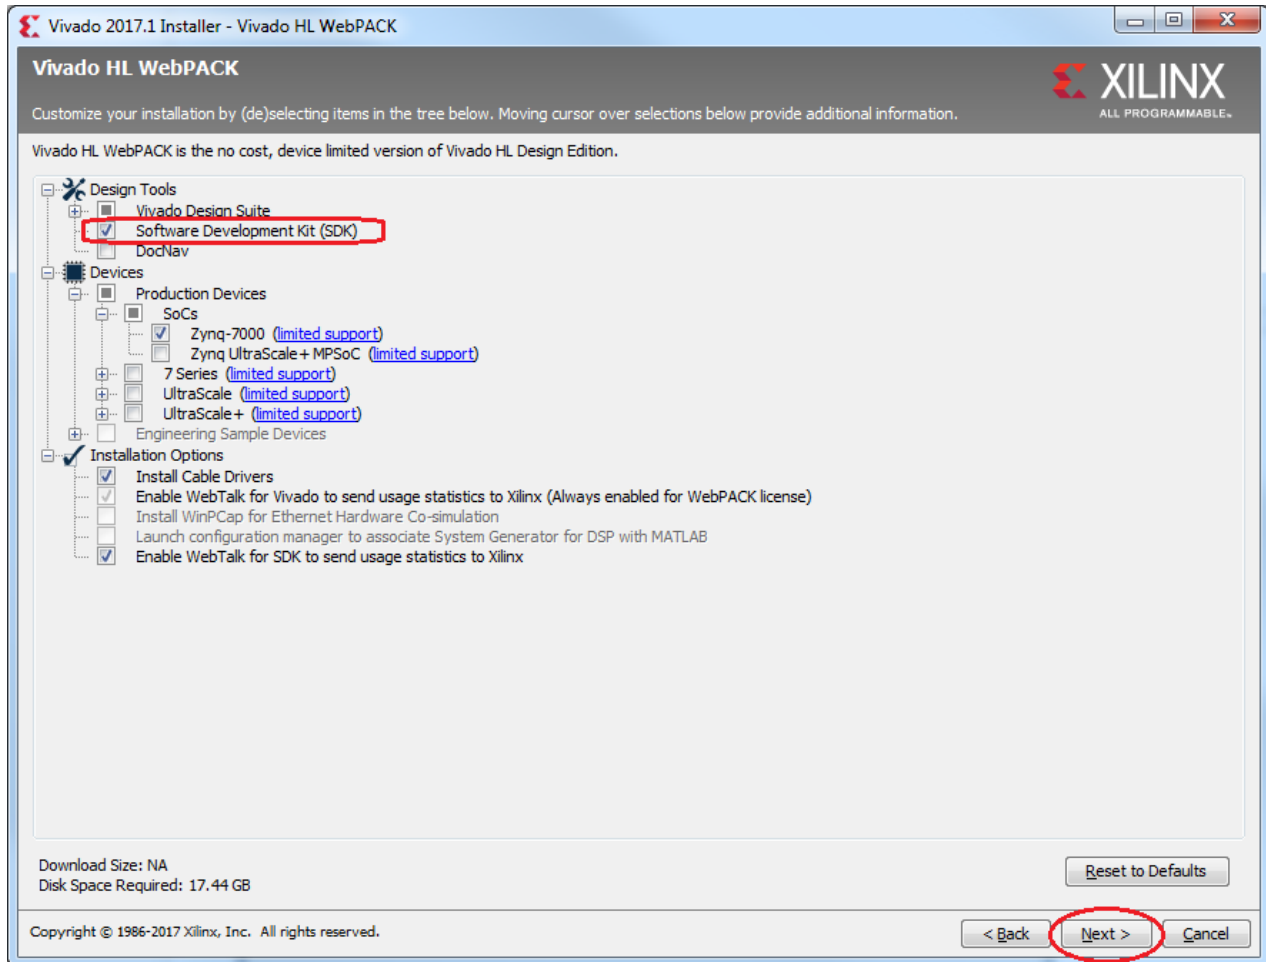 Vivado 2017.1 Installer - Vivado HL WebPACK
Vivado HL WebPACK
XILINX
ALL PROGRAMMABLE™
Customize your installation by (de)selecting items in the tree below. Moving cursor over selections below provide additional information.
Vivado HL WebPACK is the no cost, device limited version of Vivado HL Design Edition.
Design Tools
Vivado Design Suite
Software Development Kit (SDK)
DocNav
Devices
Production Devices
SoCs
Zynq-7000 (limited support)
Zynq UltraScale+ MPSoC (limited support)
7 Series (limited support)
UltraScale (limited support)
UltraScale+ (limited support)
Engineering Sample Devices
Installation Options
Install Cable Drivers
Enable WebTalk for Vivado to send usage statistics to Xilinx (Always enabled for WebPACK license)
Install WinPCap for Ethernet Hardware Co-simulation
Launch configuration manager to associate System Generator for DSP with MATLAB
Enable WebTalk for SDK to send usage statistics to Xilinx
Download Size: NA
Disk Space Required: 17.44 GB
Reset to Defaults
Copyright © 1986-2017 Xilinx, Inc. All rights reserved.
< Back Next > Cancel